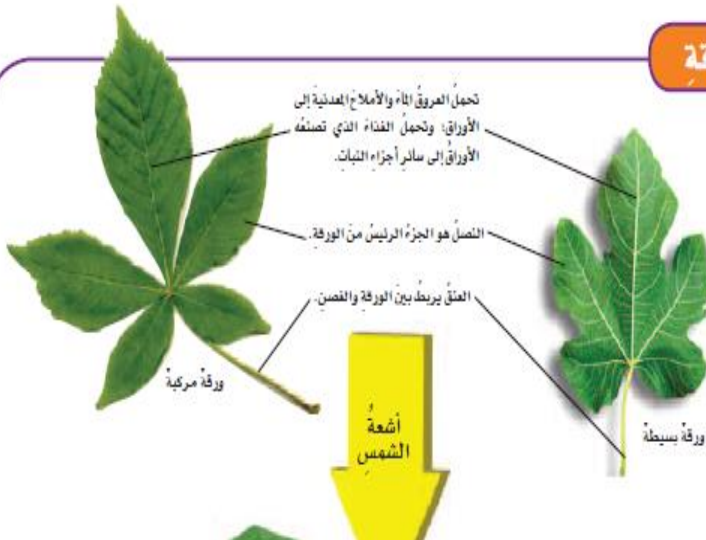 تحملُ العروقُ الماءَ والأملاحَ المعدنيةَ إلى
الأوراقِ؛ وتحملُ الغذاءَ الذي تصنعُه
الأوراقُ إلى سائرِ أجزاءِ النباتِ.
النصلُ هو الجزءُ الرئيسُ منَ الورقةِ.
العنقُ يربطُ بينَ الورقةِ والغصنِ.
ورقةٌ مركبةٌ
ورقةٌ بسيطةٌ
أشعةُ
الشمسِ